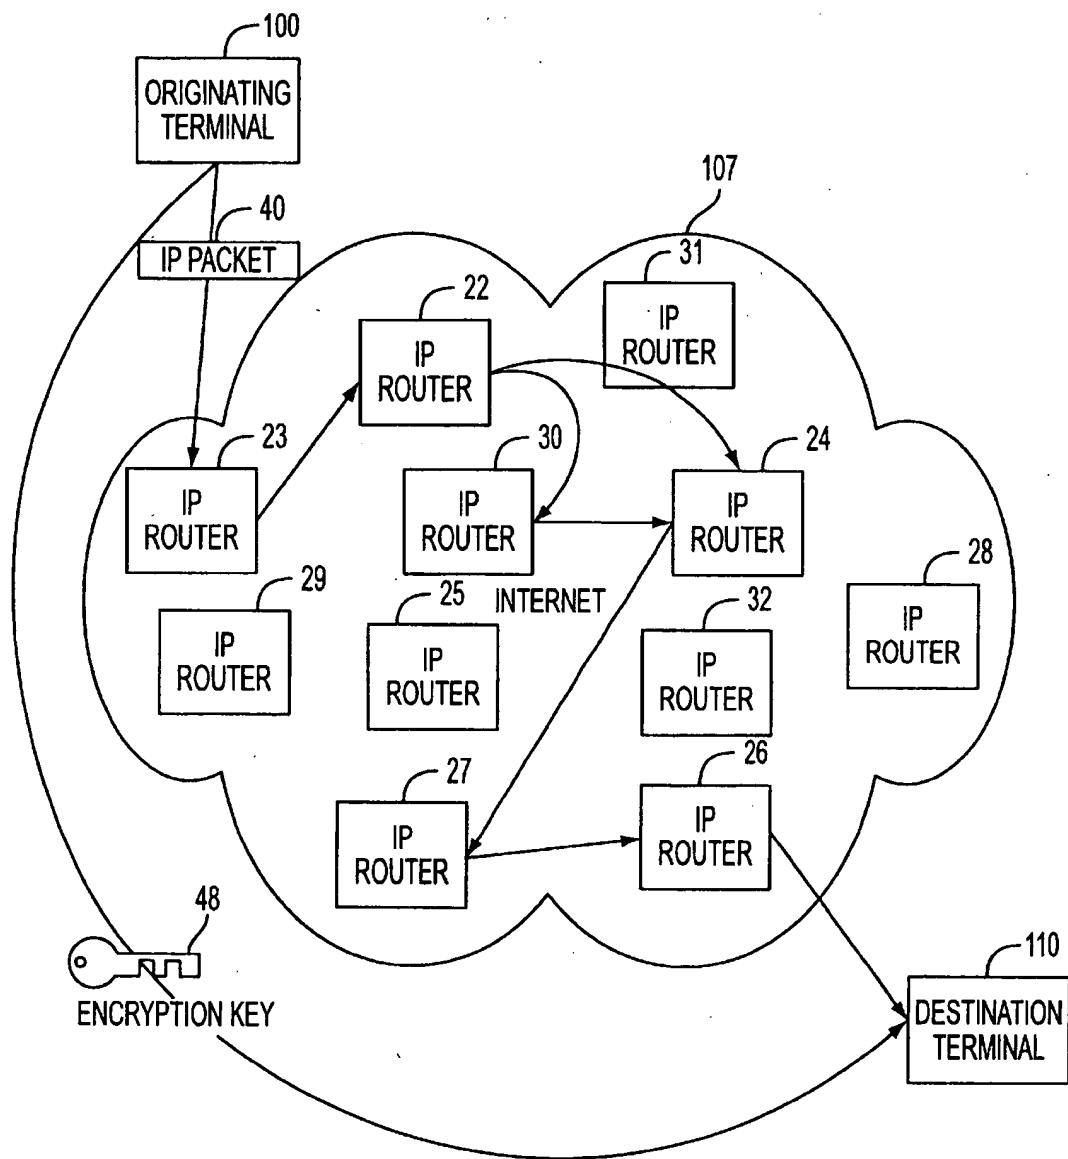 100
ORIGINATING
TERMINAL
40
IP PACKET
107
31
IP
ROUTER
22
IP
ROUTER
23
IP
ROUTER
30
IP
ROUTER
24
IP
ROUTER
29
IP
ROUTER
25
IP
ROUTER
INTERNET
32
IP
ROUTER
28
IP
ROUTER
27
IP
ROUTER
26
IP
ROUTER
48
ENCRYPTION KEY
110
DESTINATION
TERMINAL